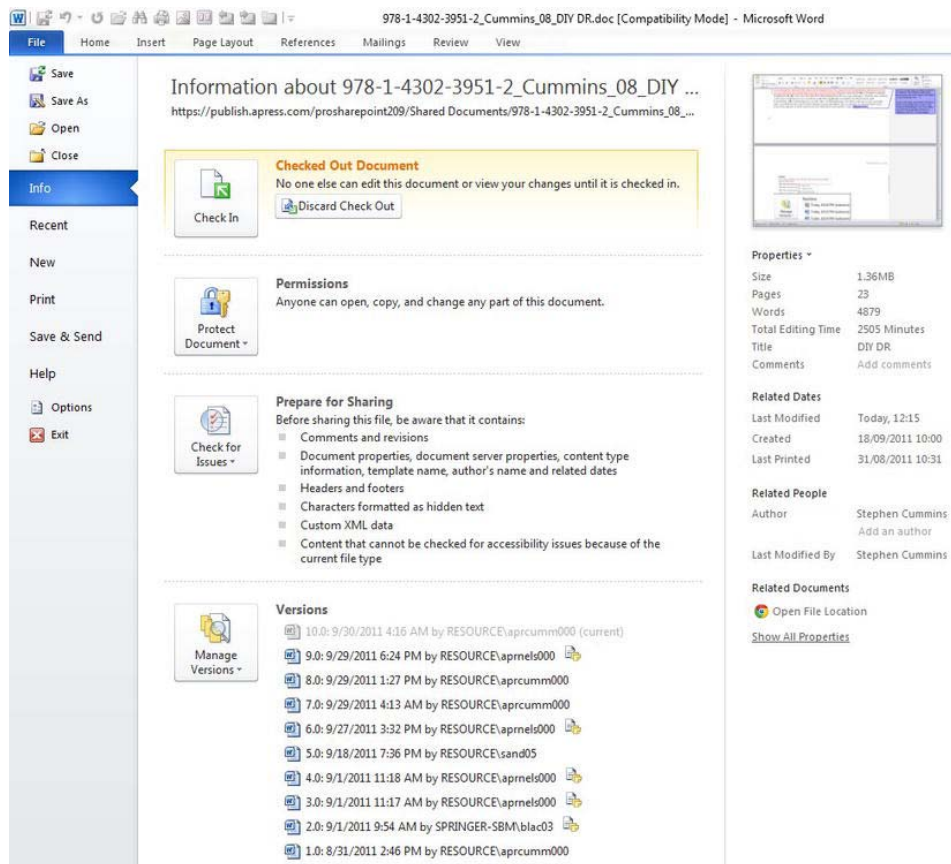 978-1-4302-3951-2_Cummins_08_DIY DR.doc [Compatibility Mode] - Microsoft Word
File Home Insert Page Layout References Mailings Review View
Save
Save As
Open
Close
Info
Recent
New
Print
Save & Send
Help
Options
Exit
Information about 978-1-4302-3951-2_Cummins_08_DIY ...
https://publish.apress.com/prosharepoint209/Shared Documents/978-1-4302-3951-2_Cummins_08_...
Check In
Checked Out Document
No one else can edit this document or view your changes until it is checked in.
Discard Check Out
Protect
Document
Permissions
Anyone can open, copy, and change any part of this document.
Check for
Issues
Prepare for Sharing
Before sharing this file, be aware that it contains:
Comments and revisions
Document properties, document server properties, content type
information, template name, author's name and related dates
Headers and footers
Characters formatted as hidden text
Custom XML data
Content that cannot be checked for accessibility issues because of the
current file type
Manage
Versions
Versions
10.0: 9/30/2011 4:16 AM by RESOURCE\aprcumm000 (current)
9.0: 9/29/2011 6:24 PM by RESOURCE\aprnels000
8.0: 9/29/2011 1:27 PM by RESOURCE\aprcumm000
7.0: 9/29/2011 4:13 AM by RESOURCE\aprcumm000
6.0: 9/27/2011 3:32 PM by RESOURCE\aprnels000
5.0: 9/18/2011 7:36 PM by RESOURCE\sand05
4.0: 9/1/2011 11:18 AM by RESOURCE\aprnels000
3.0: 9/1/2011 11:17 AM by RESOURCE\aprnels000
2.0: 9/1/2011 9:54 AM by SPRINGER-SBM\blac03
1.0: 8/31/2011 2:46 PM by RESOURCE\aprcumm000
Properties
Size 1.36MB
Pages 23
Words 4879
Total Editing Time 2505 Minutes
Title DIY DR
Comments Add comments
Related Dates
Last Modified Today, 12:15
Created 18/09/2011 10:00
Last Printed 31/08/2011 10:31
Related People
Author Stephen Cummins
Add an author
Last Modified By Stephen Cummins
Related Documents
Open File Location
Show All Properties